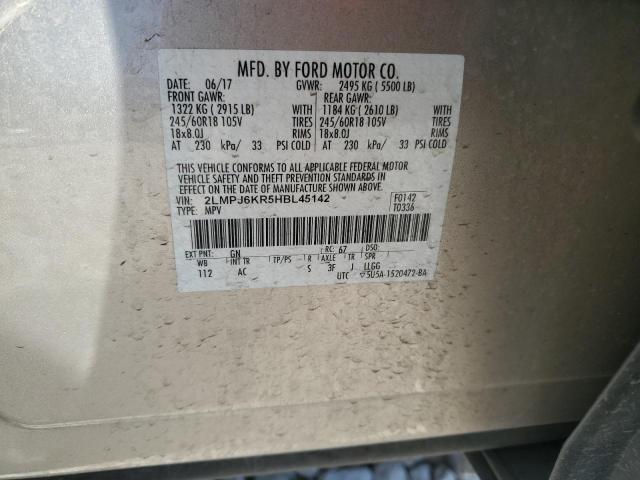 MFD. BY FORD MOTOR CO.
DATE: 06/17 GVWR: 2495 KG ( 5500 LB)
FRONT GAWR: REAR GAWR:
1322 KG ( 2915 LB) WITH 1184 KG ( 2610 LB) WITH
245/60R18 105V TIRES 245/60R18 105V TIRES
18x8.0J RIMS 18x8.0J RIMS
AT 230 kPa/ 33 PSI COLD AT 230 kPa/ 33 PSI COLD
THIS VEHICLE CONFORMS TO ALL APPLICABLE FEDERAL MOTOR
VEHICLE SAFETY AND THEFT PREVENTION STANDARDS IN
EFFECT ON THE DATE OF MANUFACTURE SHOWN ABOVE.
VIN: 2LMPJ6KR5HBL45142 F0142
TYPE: MPV T0336
EXT PNT: GN RC: 67 DSO:
WB INT TR TP/PS R AXLE TR SPR
112 AC S 3F J LLGG
UTC 5U5A-1520472-BA